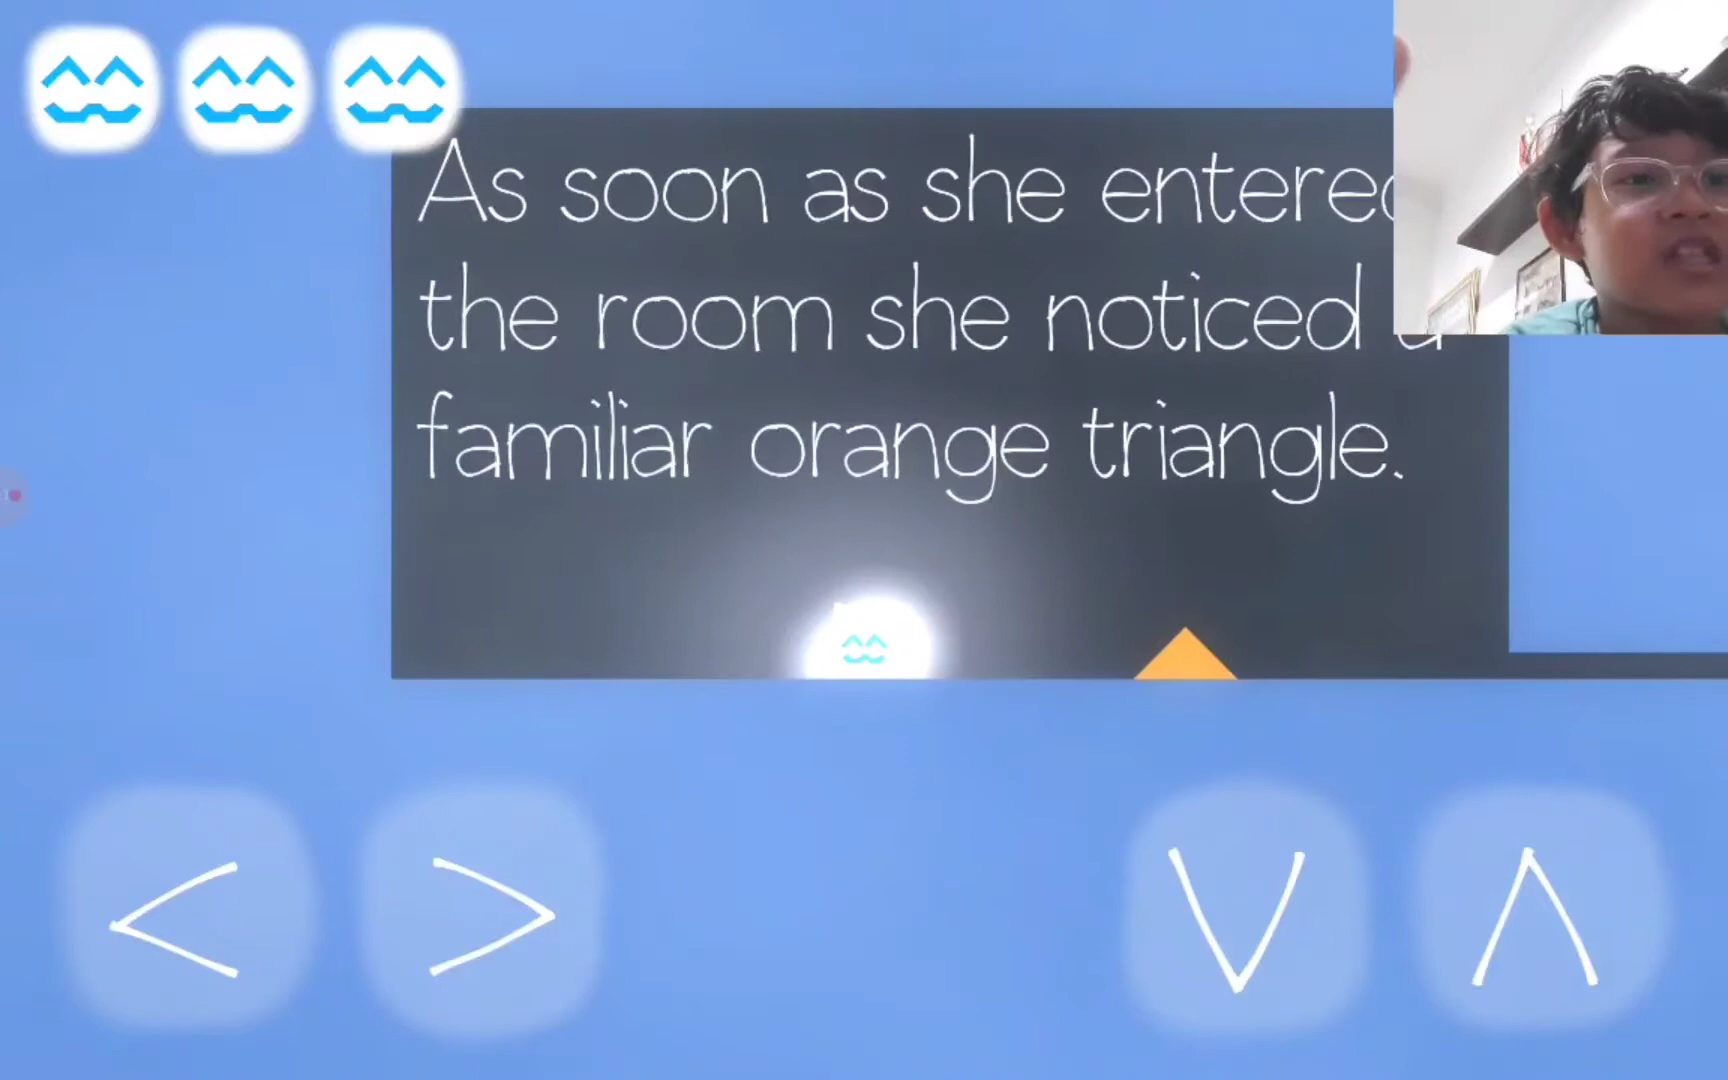 As soon as she entered
the room she noticed a
familiar orange triangle.